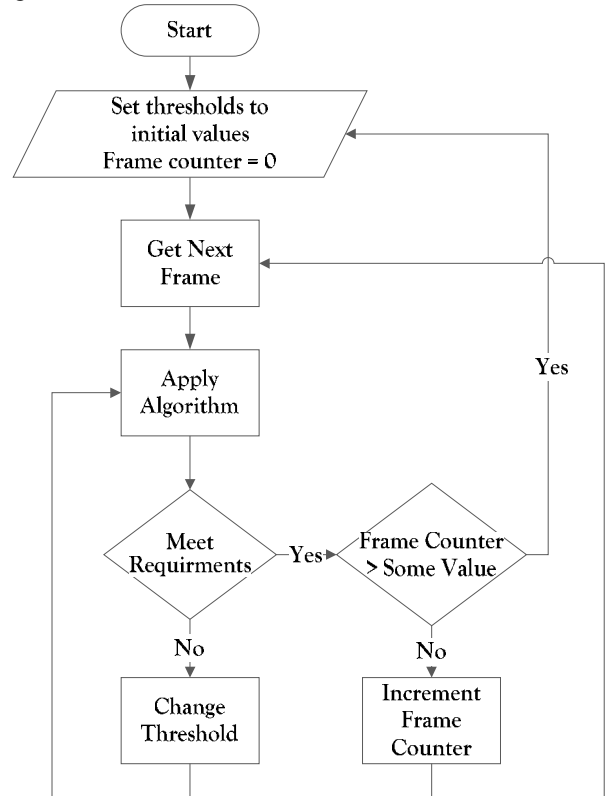 Start
Set thresholds to
initial values
Frame counter = 0
Get Next
Frame
Apply
Algorithm
Yes
Meet
Requirments
Yes
Frame Counter
> Some Value
No
No
Change
Threshold
Increment
Frame
Counter